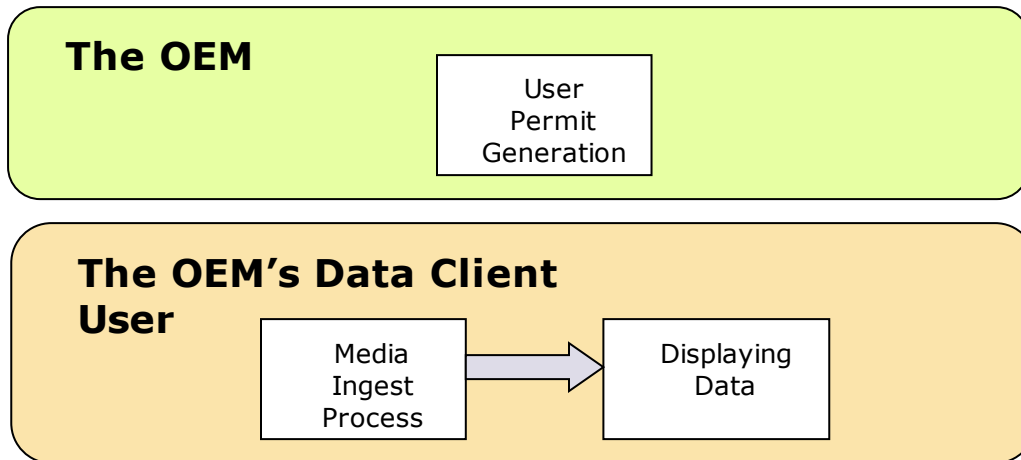 The OEM
User
Permit
Generation
The OEM’s Data Client
User
Media
Ingest
Process
Displaying
Data